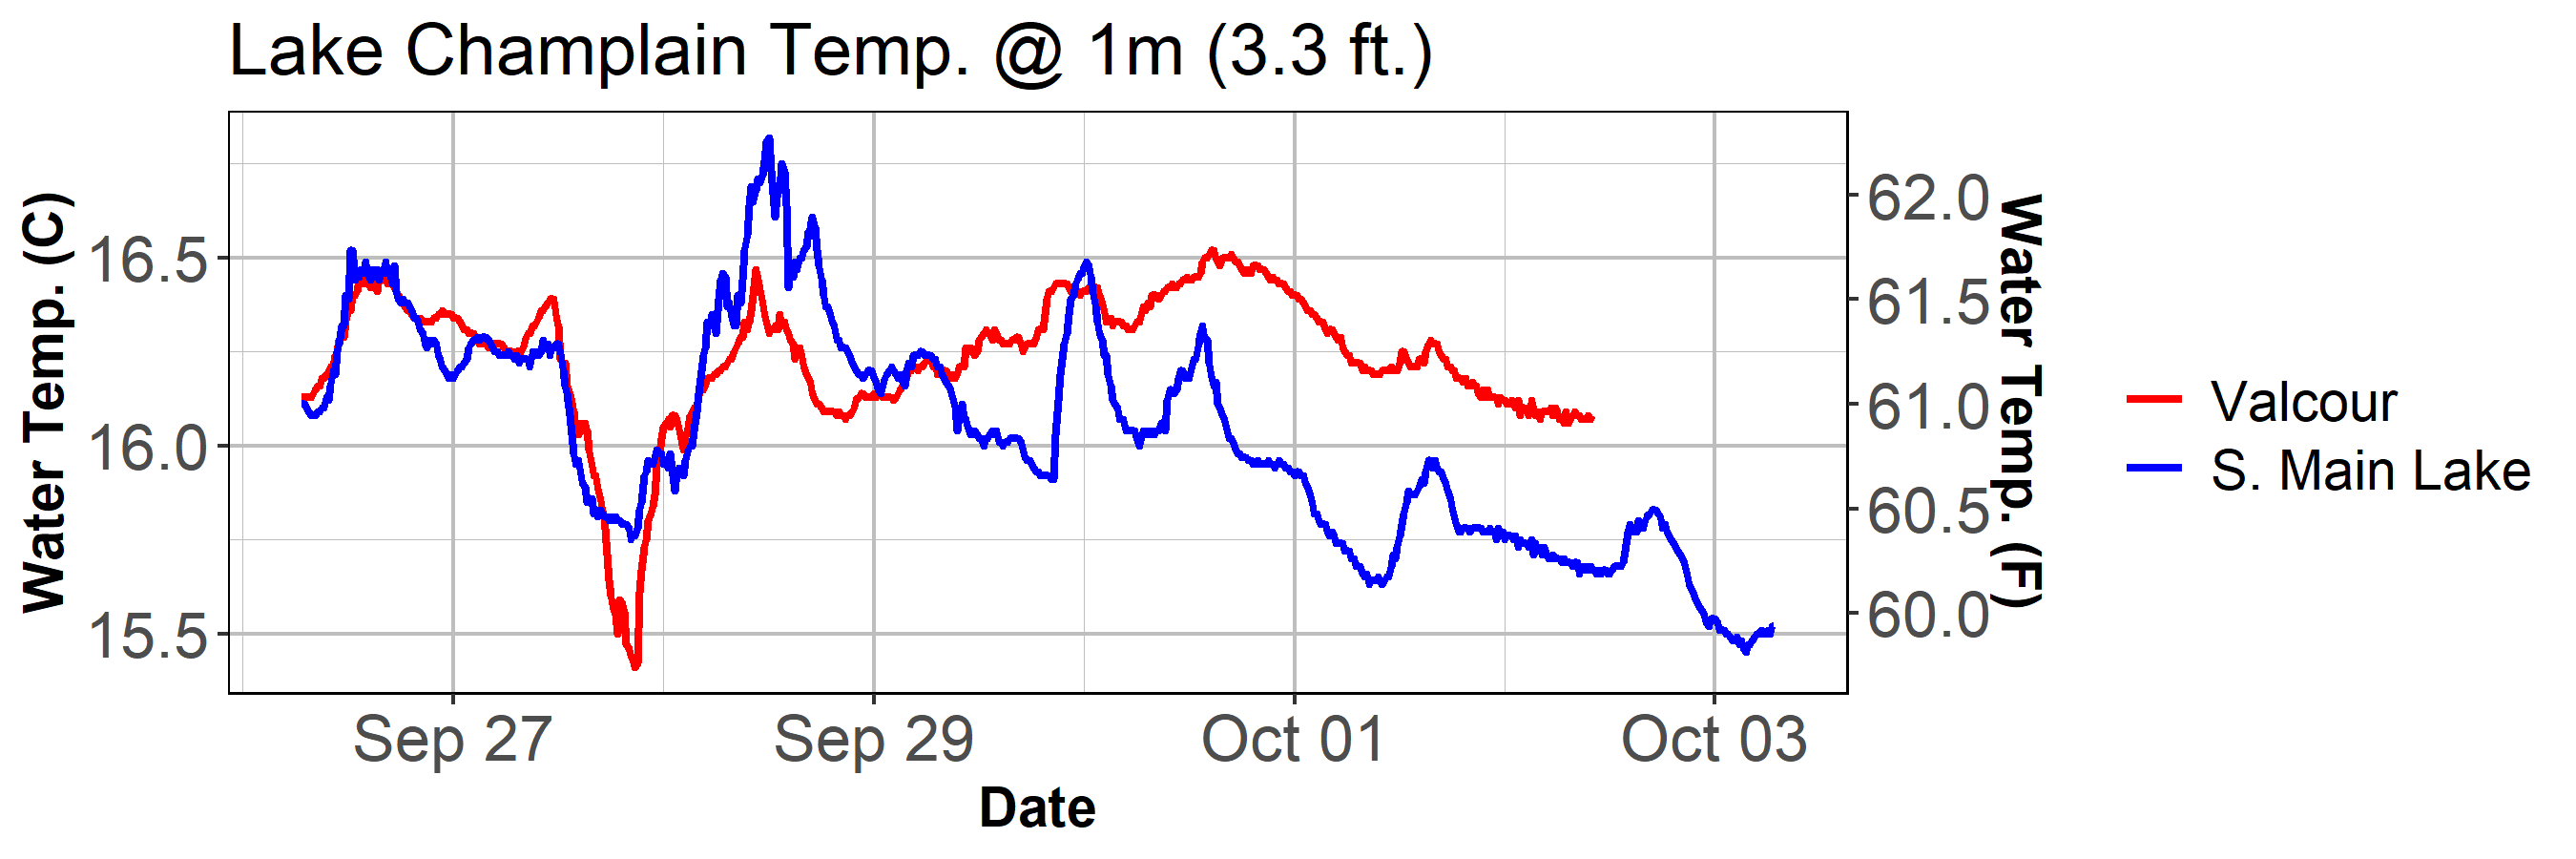 Lake Champlain Temp. @ 1m (3.3 ft.)
Water Temp. (C)
16.5
16.0
15.5
62.0
61.5
61.0
60.5
60.0
Water Temp. (F)
Sep 27
Sep 29
Oct 01
Oct 03
Date
Valcour
S. Main Lake